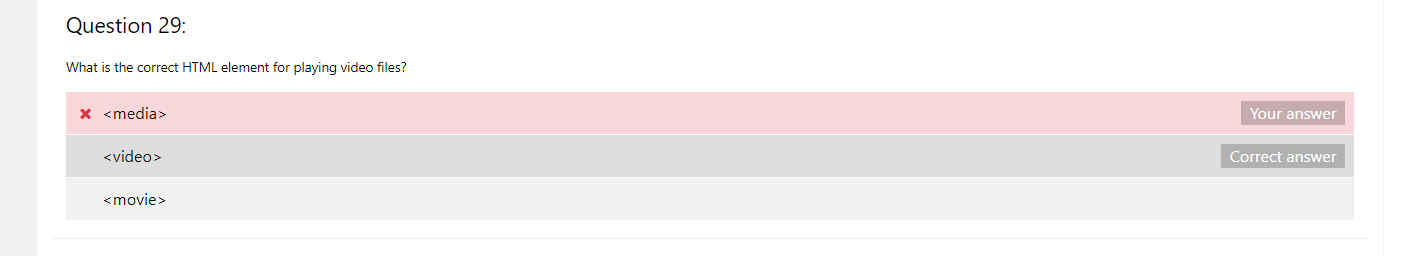 Question 29:
What is the correct HTML element for playing video files?
<media> Your answer
<video> Correct answer
<movie>